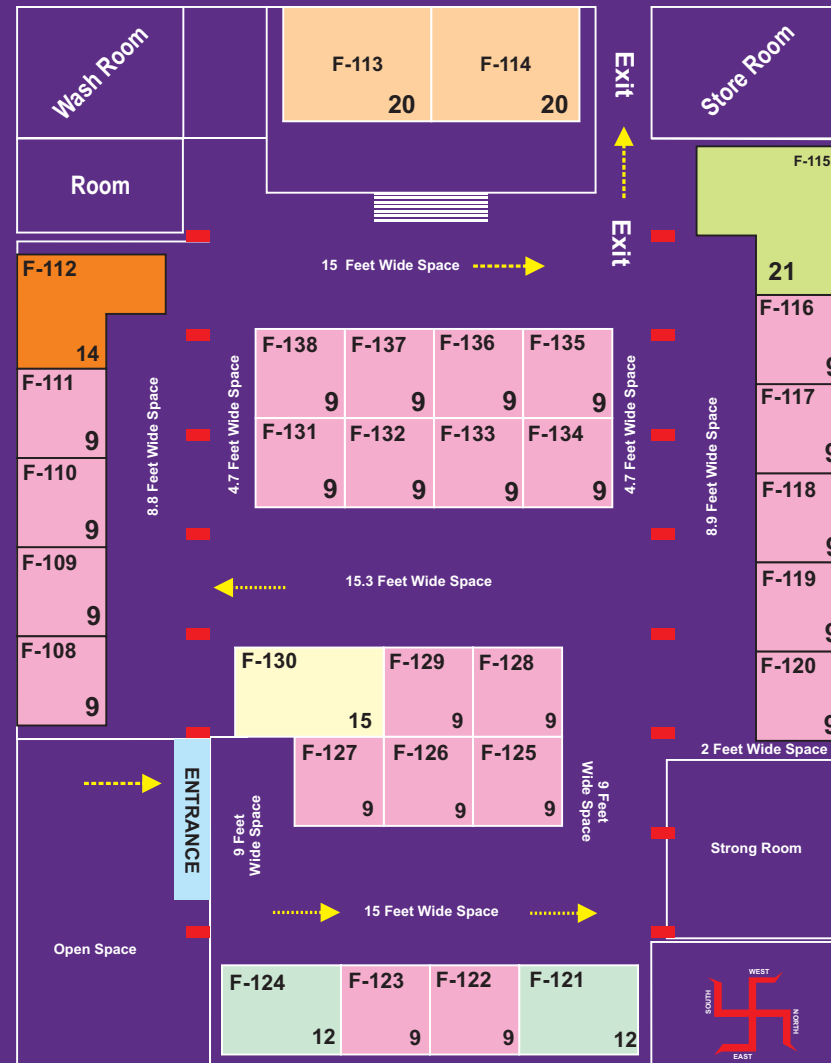 Wash Room
F-113
20
F-114
20
Exit
Store Room
Room
F-115
21
Exit
15 Feet Wide Space
F-112
14
F-111
9
F-110
9
F-109
9
F-108
9
8.8 Feet Wide Space
4.7 Feet Wide Space
F-138
9
F-137
9
F-136
9
F-135
9
F-131
9
F-132
9
F-133
9
F-134
9
4.7 Feet Wide Space
8.9 Feet Wide Space
F-116
9
F-117
9
F-118
9
F-119
9
F-120
9
15.3 Feet Wide Space
F-130
15
F-129
9
F-128
9
F-127
9
F-126
9
F-125
9
2 Feet Wide Space
ENTRANCE
9 Feet
Wide Space
9 Feet
Wide Space
Strong Room
15 Feet Wide Space
Open Space
F-124
12
F-123
9
F-122
9
F-121
12
WEST
SOUTH
NORTH
EAST